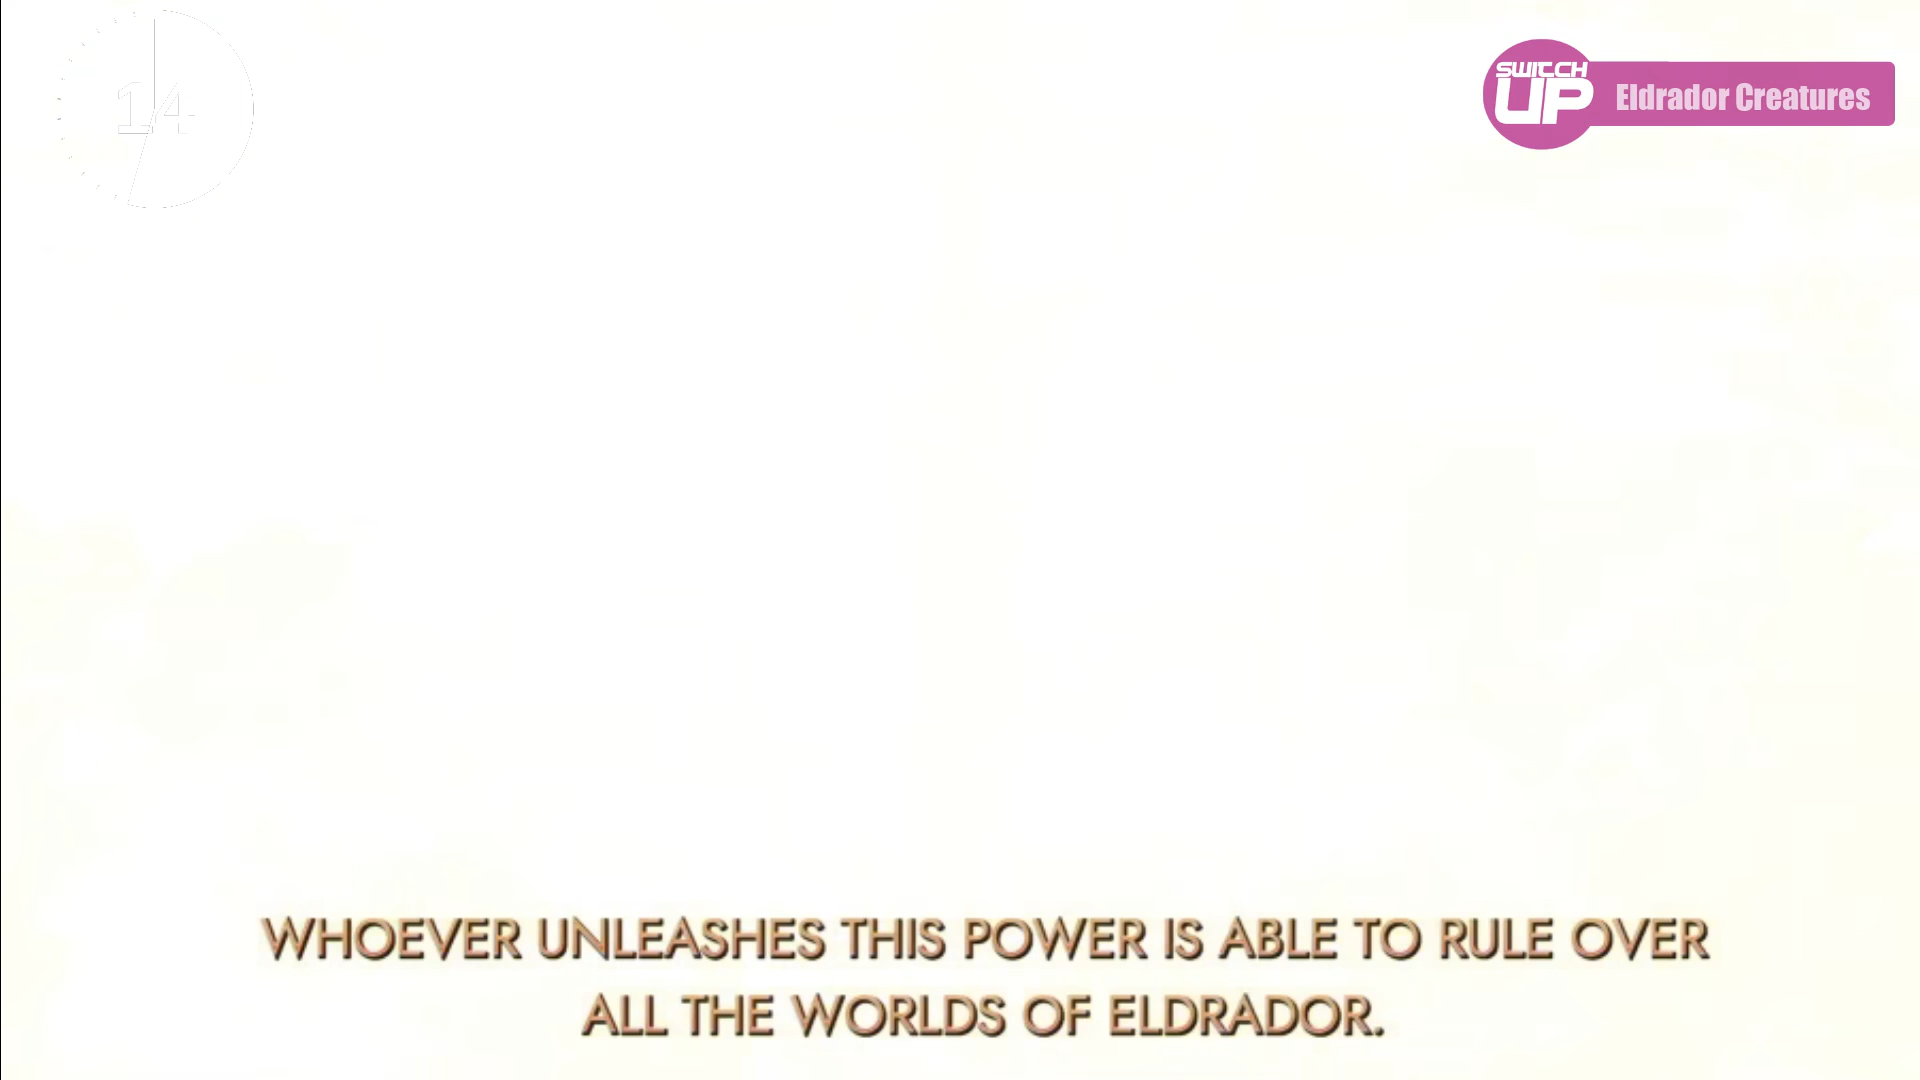 14
SWITCH
UP
Eldrador Creatures
WHOEVER UNLEASHES THIS POWER IS ABLE TO RULE OVER
ALL THE WORLDS OF ELDRADOR.